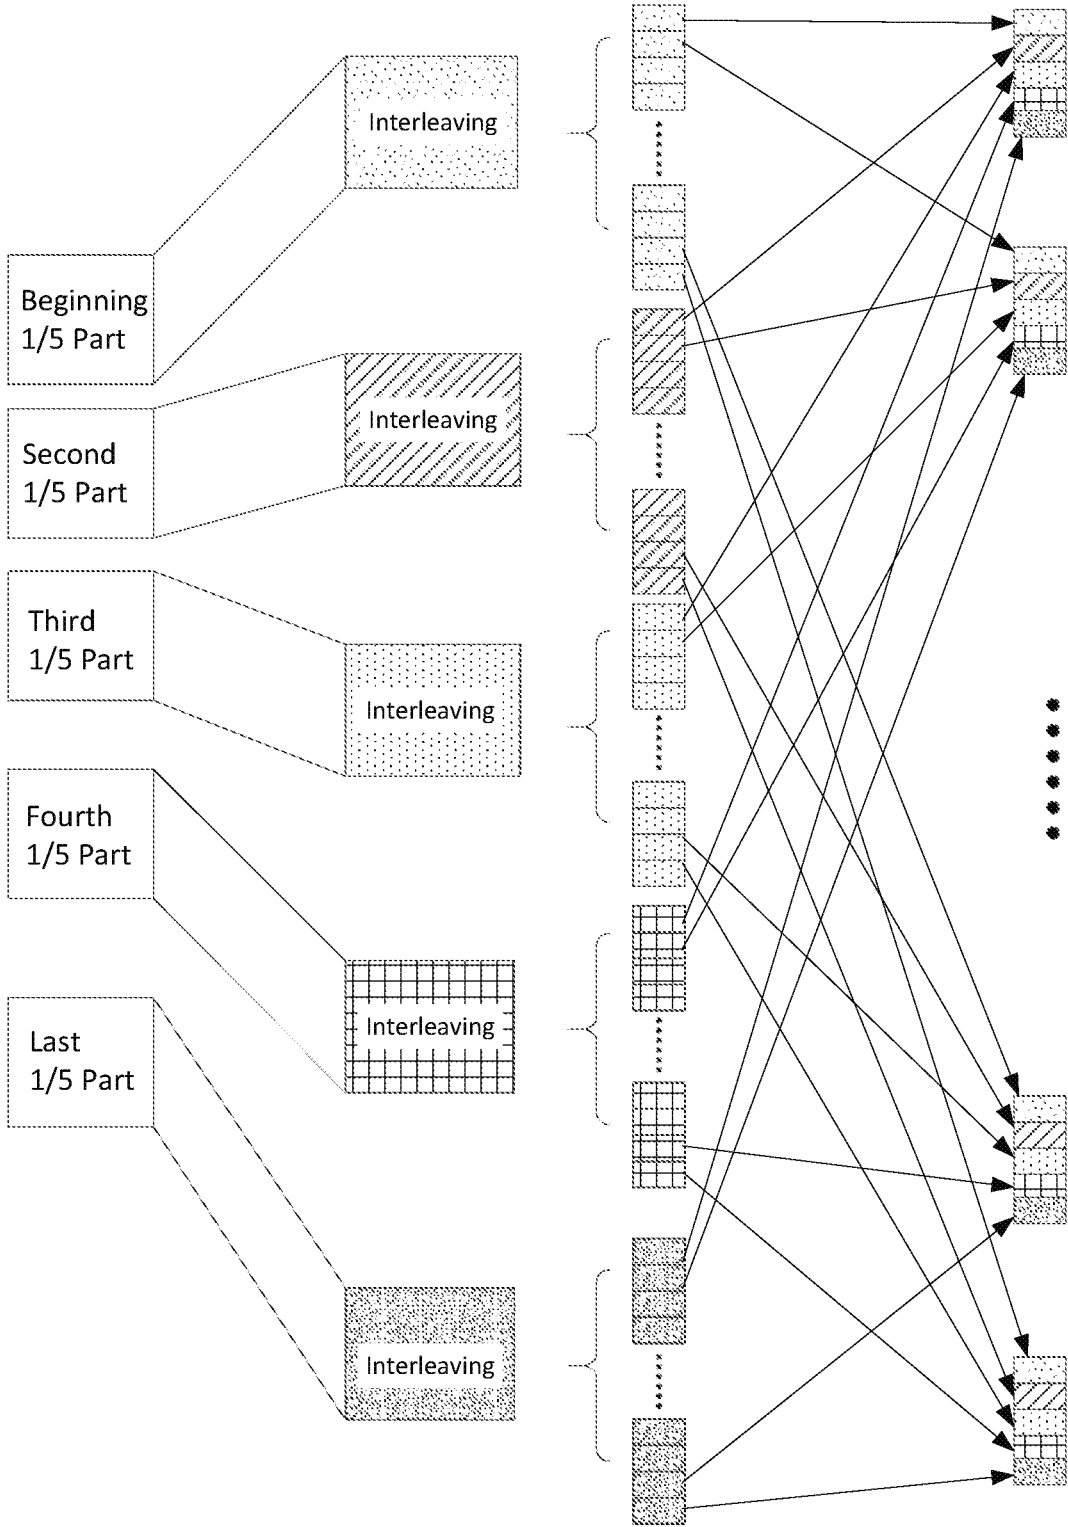 Interleaving
Beginning
1/5 Part
Interleaving
Second
1/5 Part
Third
1/5 Part
Interleaving
Fourth
1/5 Part
Interleaving
Last
1/5 Part
Interleaving